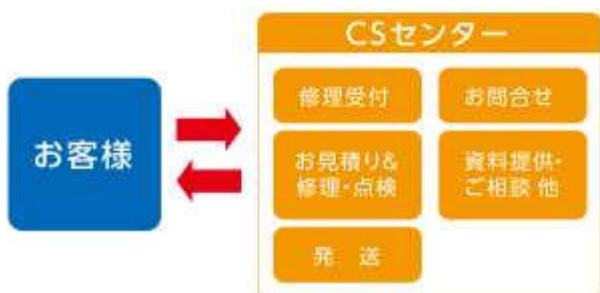 CSセンター
お客様
修理受付
お問合せ
お見積り&
修理・点検
資料提供・
ご相談 他
発 送